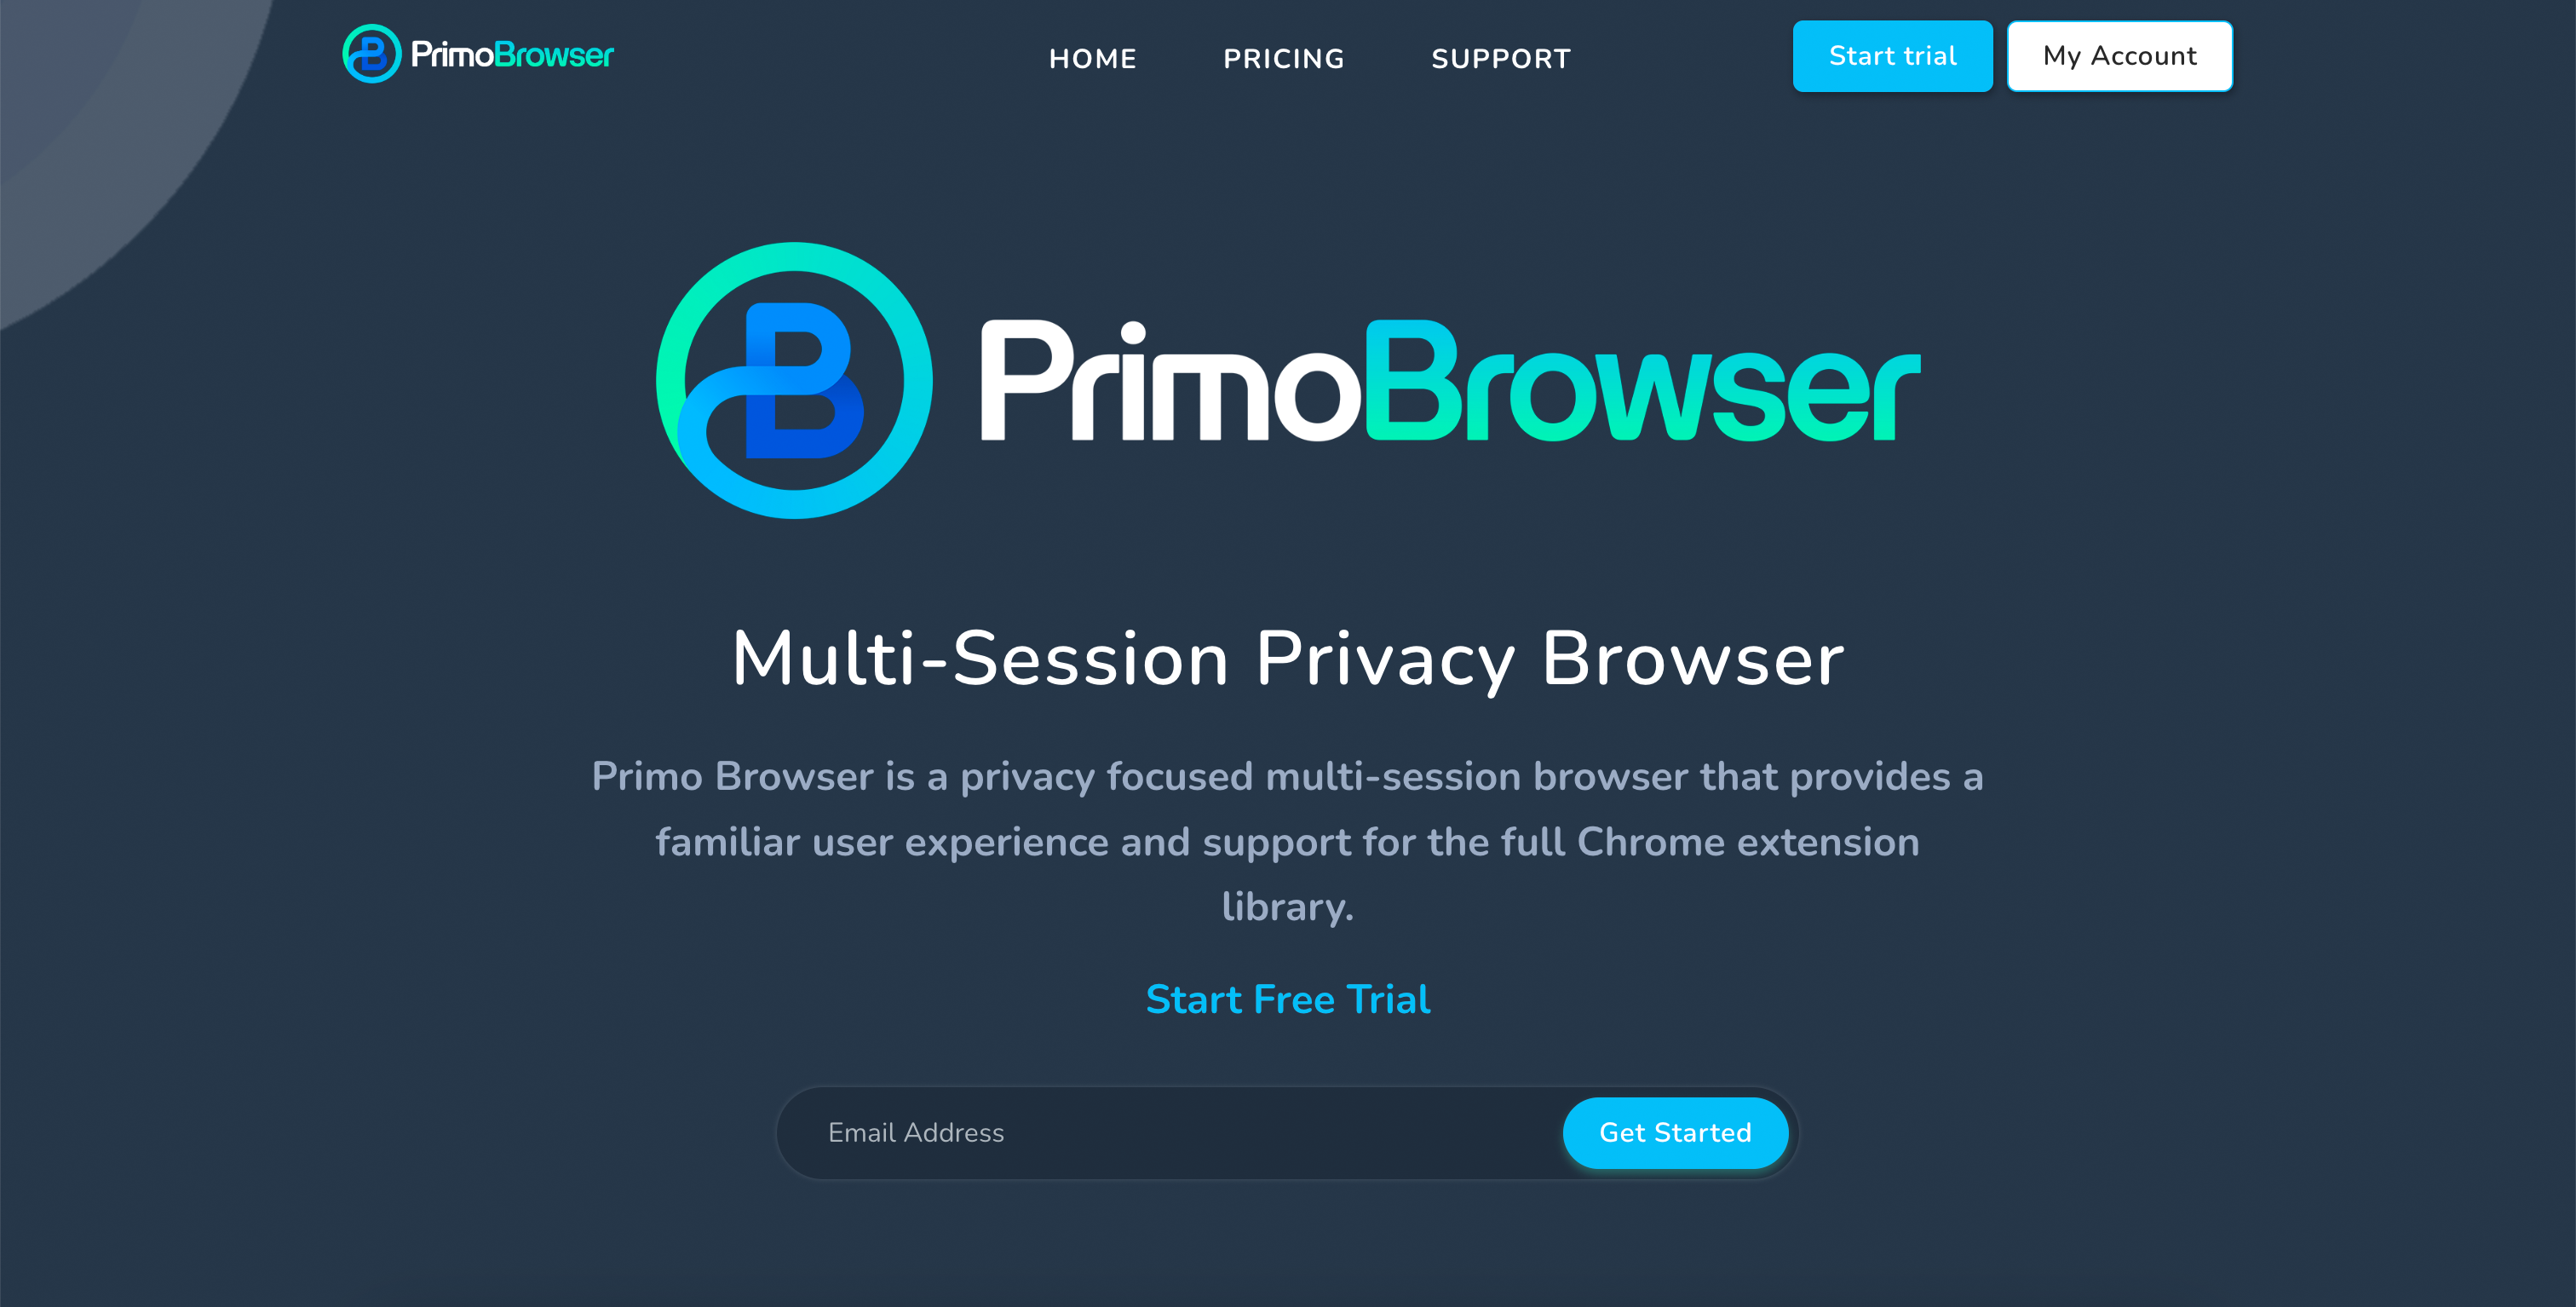 PrimoBrowser
HOME
PRICING
SUPPORT
Start trial
My Account
PrimoBrowser
Multi-Session Privacy Browser
Primo Browser is a privacy focused multi-session browser that provides a
familiar user experience and support for the full Chrome extension
library.
Start Free Trial
Email Address
Get Started